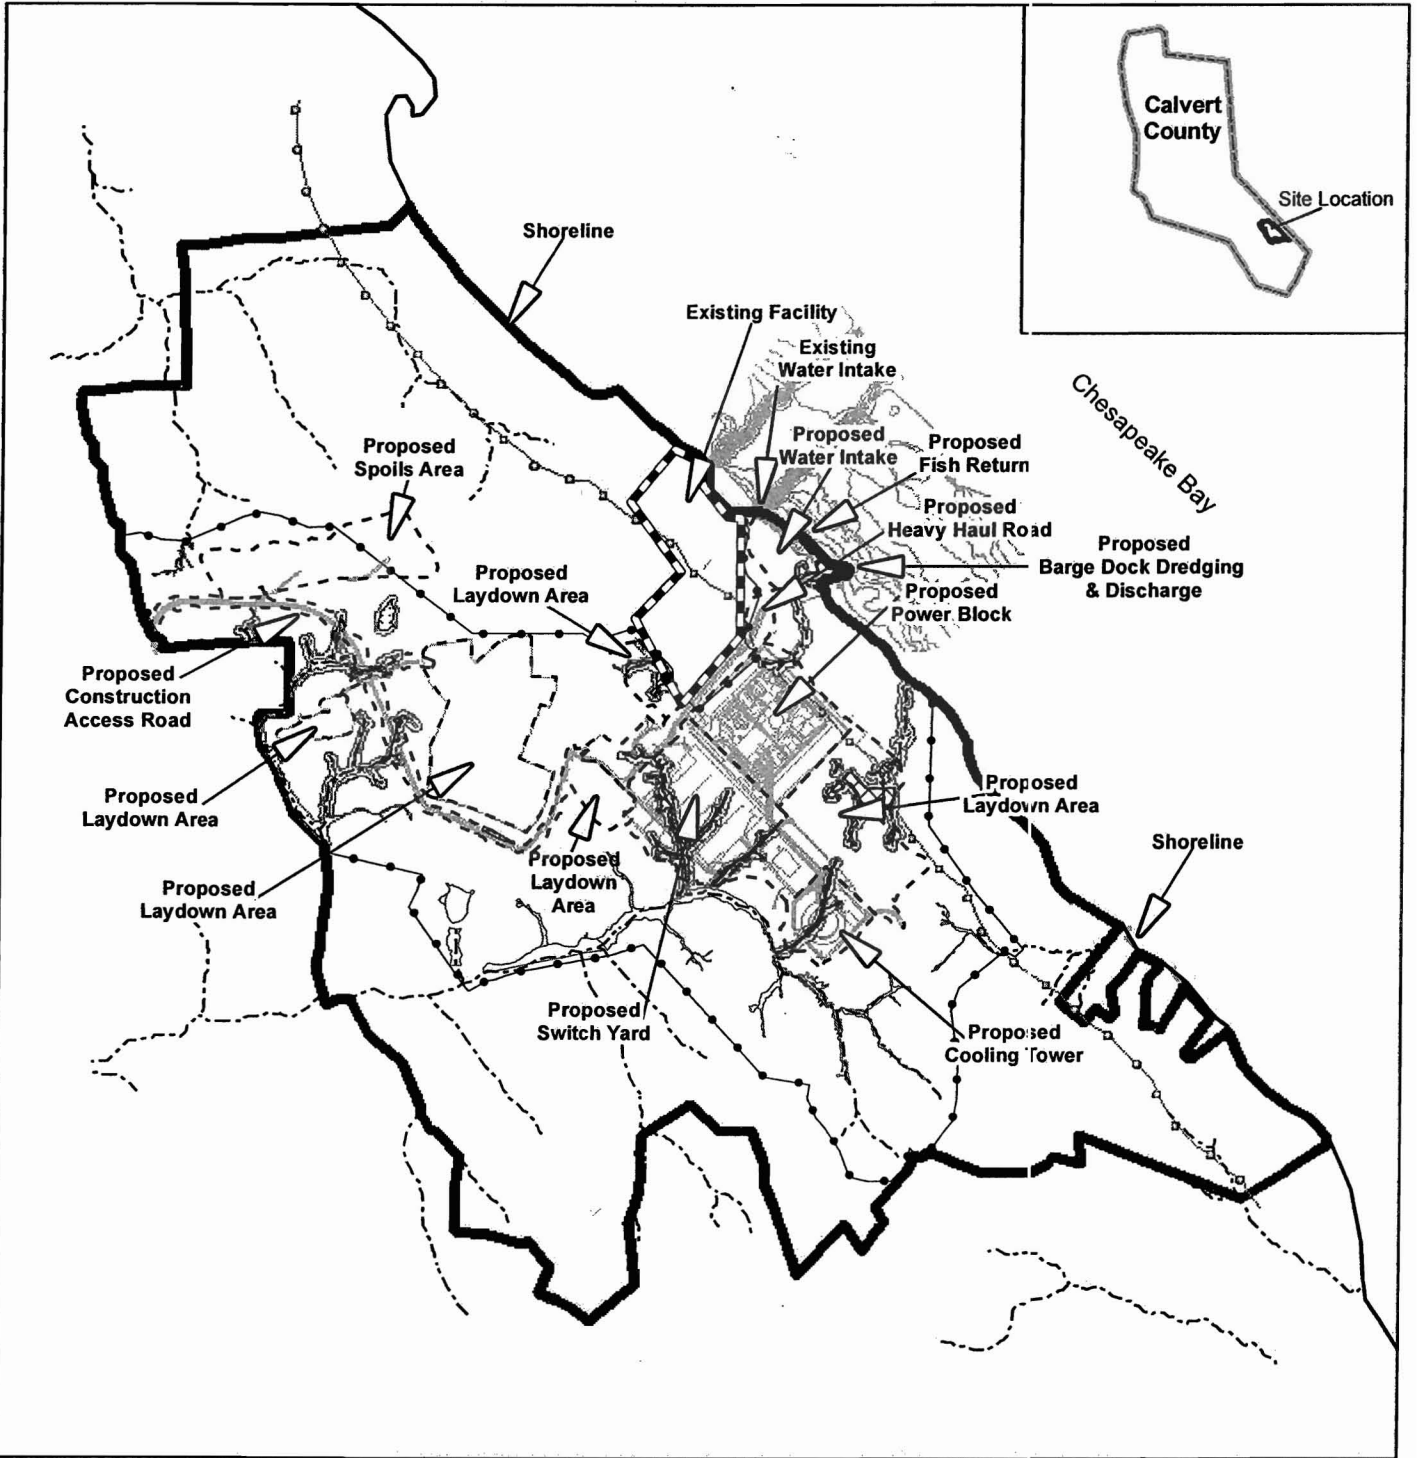 Calvert
County
Site Location
Shoreline
Existing Facility
Existing
Water Intake
Chesapeake Bay
Proposed
Water Intake
Proposed
Fish Return
Proposed
Spoils Area
Proposed
Heavy Haul Road
Proposed
Barge Dock Dredging
& Discharge
Proposed
Laydown Area
Proposed
Power Block
Proposed
Construction
Access Road
Proposed
Laydown Area
Proposed
Laydown Area
Shoreline
Proposed
Laydown Area
Proposed
Laydown
Area
Proposed
Switch Yard
Proposed
Cooling Tower